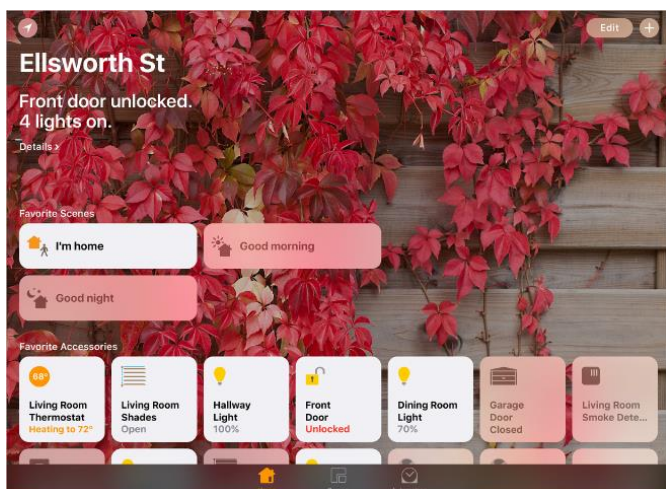 Edit
Ellsworth St
Front door unlocked.
4 lights on.
Details >
Favorite Scenes
I'm home
Good morning
Good night
Favorite Accessories
68°
Living Room
Thermostat
Heating to 72°
Living Room
Shades
Open
Hallway
Light
100%
Front
Door
Unlocked
Dining Room
Light
70%
Garage
Door
Closed
Living Room
Smoke Dete...